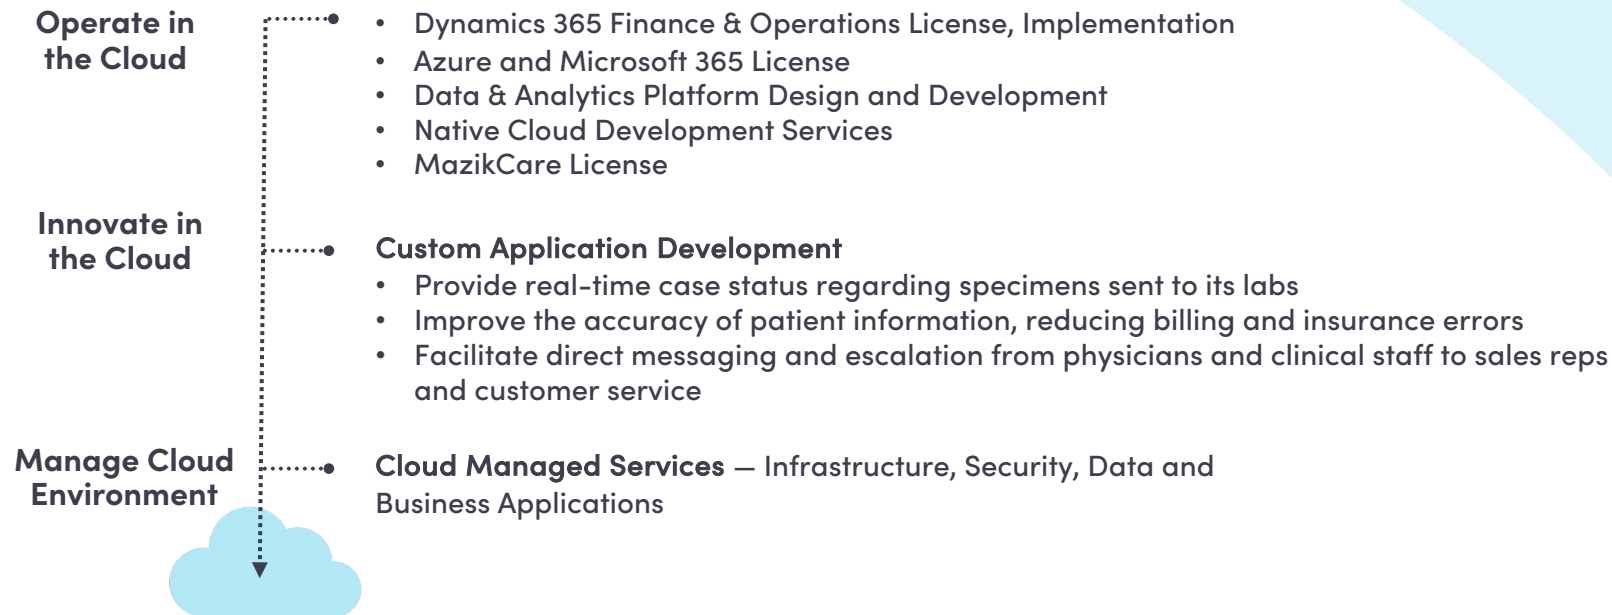 Operate in
the Cloud
• Dynamics 365 Finance & Operations License, Implementation
• Azure and Microsoft 365 License
• Data & Analytics Platform Design and Development
• Native Cloud Development Services
• MazikCare License
Innovate in
the Cloud
Custom Application Development
• Provide real-time case status regarding specimens sent to its labs
• Improve the accuracy of patient information, reducing billing and insurance errors
• Facilitate direct messaging and escalation from physicians and clinical staff to sales reps
and customer service
Manage Cloud
Environment
Cloud Managed Services — Infrastructure, Security, Data and
Business Applications